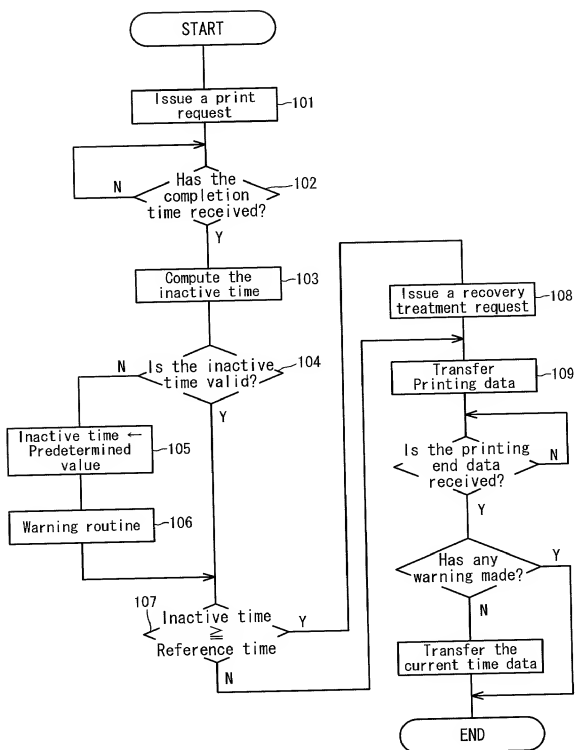 START
Issue a print
request
101
N
Has the
completion
time received?
102
Y
Compute the
inactive time
103
N
Is the inactive
time valid?
104
Y
Inactive time ←
Predetermined
value
105
Warning routine
106
107
Inactive time
≧
Reference time
Y
N
Issue a recovery
treatment request
108
Transfer
Printing data
109
Is the printing
end data
received?
N
Y
Has any
warning made?
Y
N
Transfer the
current time data
END